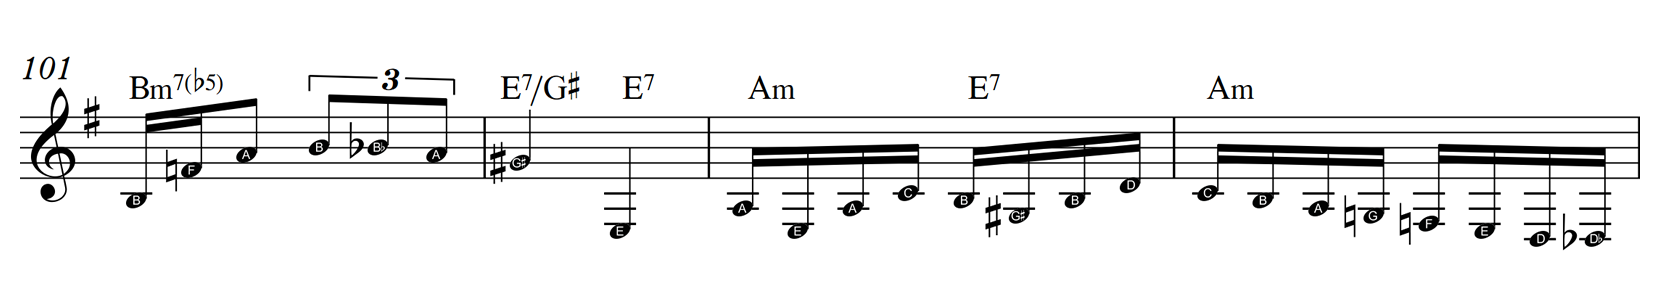 101
Bm7(♭5) 3 E7/G♯ E7 Am E7 Am
B F A B B♭ A G♯ E A E A C B G♯ B D C B A G F E D D♭